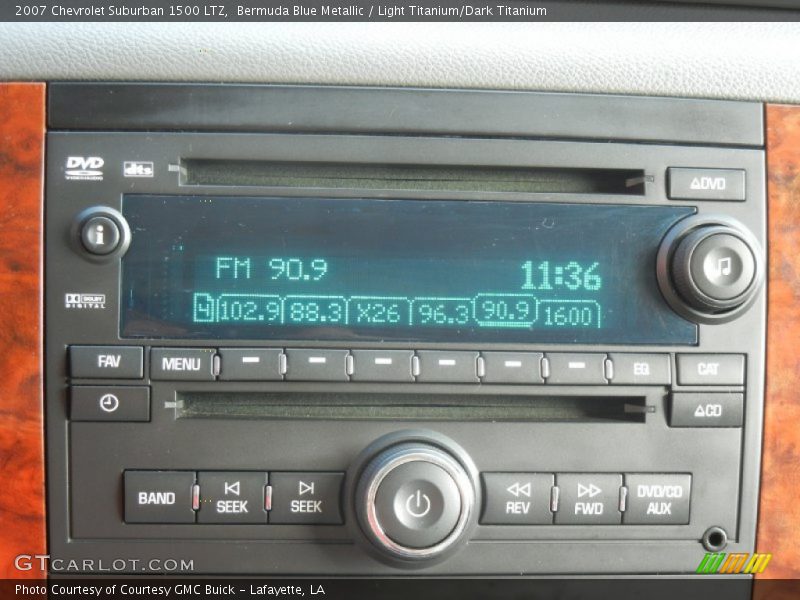 2007 Chevrolet Suburban 1500 LTZ, Bermuda Blue Metallic / Light Titanium/Dark Titanium
DVD
dts
DVD
i
FM 90.9
11:36
4 102.9 88.3 X26 96.3 90.9 1600
DOLBY
DIGITAL
FAV
MENU
EQ
CAT
CD
BAND
SEEK
SEEK
REV
FWD
DVD/CD
AUX
GTCARLOT.COM
Photo Courtesy of Courtesy GMC Buick - Lafayette, LA